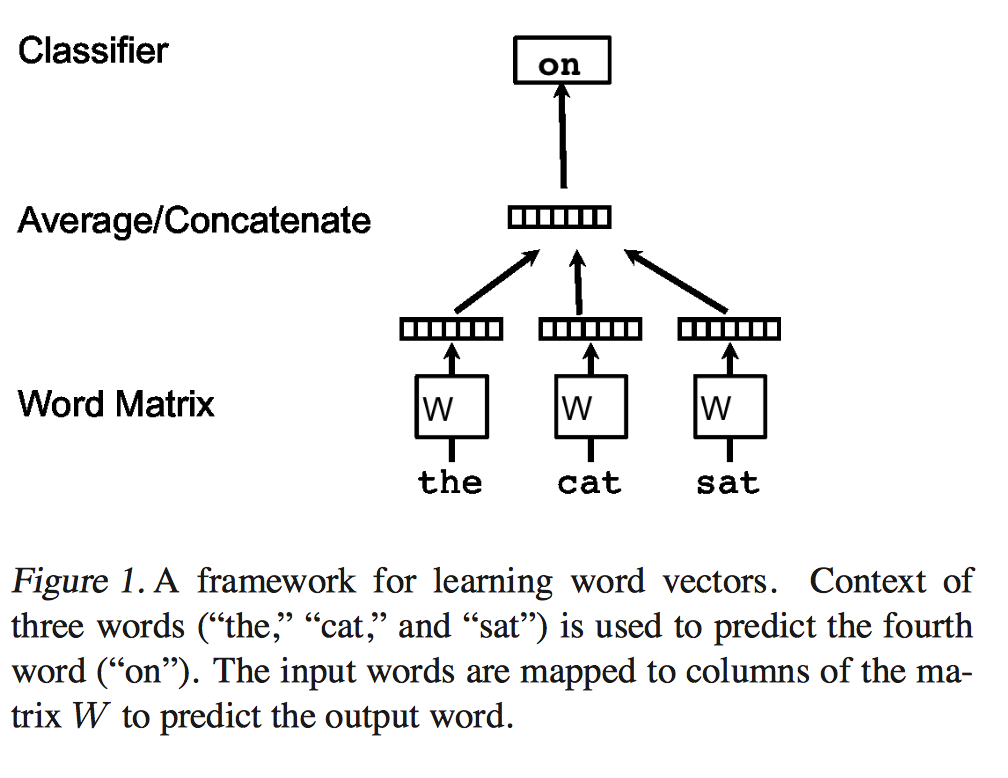 Classifier
on
Average/Concatenate
Word Matrix
W W W
the cat sat
Figure 1. A framework for learning word vectors. Context of
three words (“the,” “cat,” and “sat”) is used to predict the fourth
word (“on”). The input words are mapped to columns of the ma-
trix W to predict the output word.